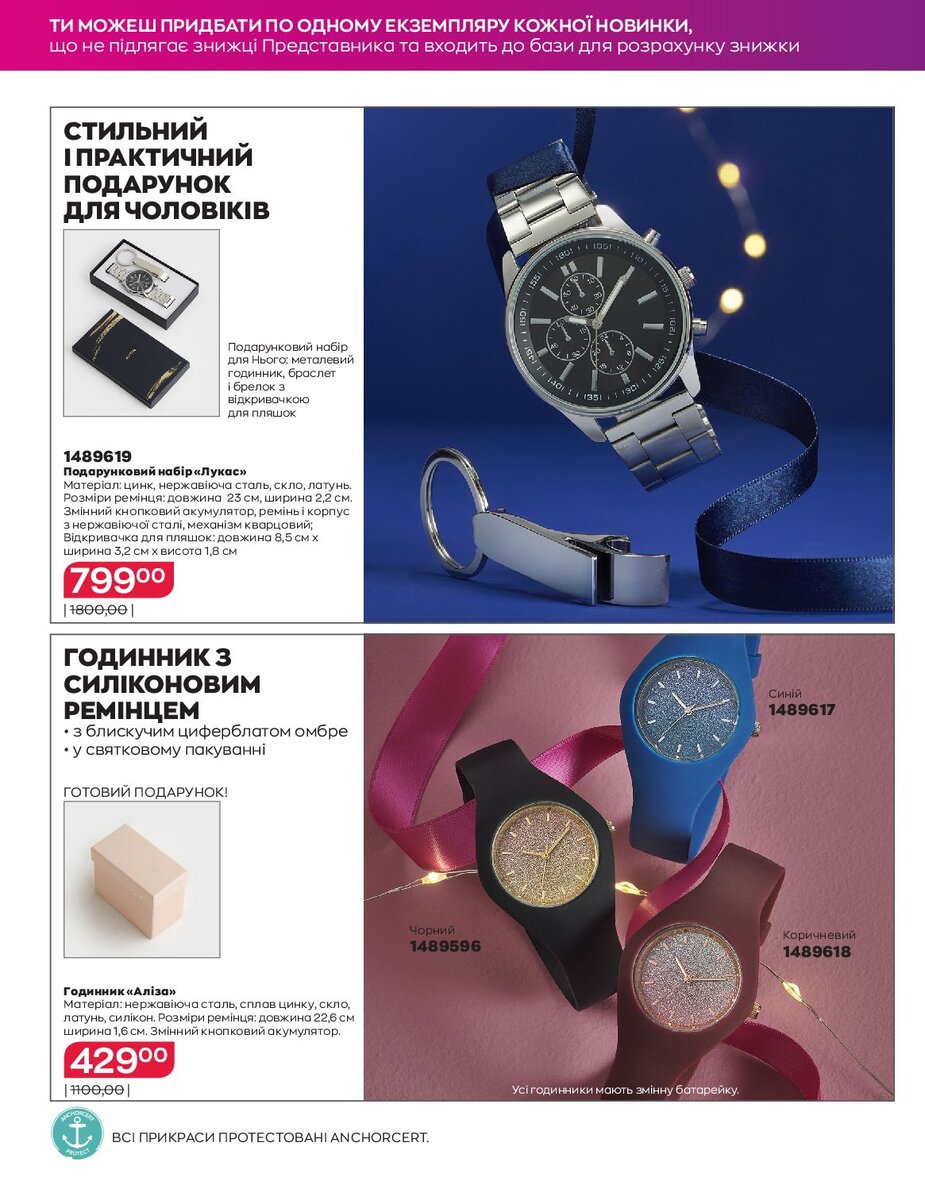 ТИ МОЖЕШ ПРИДБАТИ ПО ОДНОМУ ЕКЗЕМПЛЯРУ КОЖНОЇ НОВИНКИ,
що не підлягає знижці Представника та входить до бази для розрахунку знижки
СТИЛЬНИЙ
І ПРАКТИЧНИЙ
ПОДАРУНОК
ДЛЯ ЧОЛОВІКІВ
Подарунковий набір
для Нього: металевий
годинник, браслет
і брелок з
відкривачкою
для пляшок
1489619
Подарунковий набір «Лукас»
Матеріал: цинк, нержавіюча сталь, скло, латунь.
Розміри ремінця: довжина 23 см, ширина 2,2 см.
Змінний кнопковий акумулятор, ремінь і корпус
з нержавіючої сталі, механізм кварцовий;
Відкривачка для пляшок: довжина 8,5 см х
ширина 3,2 см х висота 1,8 см
799⁰⁰
| 1800,00 |
ГОДИННИК З
СИЛІКОНОВИМ
РЕМІНЦЕМ
• з блискучим циферблатом омбре
• у святковому пакуванні
ГОТОВИЙ ПОДАРУНОК!
Синій
1489617
Чорний
1489596
Коричневий
1489618
Годинник «Аліза»
Матеріал: нержавіюча сталь, сплав цинку, скло,
латунь, силікон. Розміри ремінця: довжина 22,6 см
ширина 1,6 см. Змінний кнопковий акумулятор.
429⁰⁰
| 1100,00 |
Усі годинники мають змінну батарейку.
ANCHORCERT
PROTECT
ВСІ ПРИКРАСИ ПРОТЕСТОВАНІ ANCHORCERT.